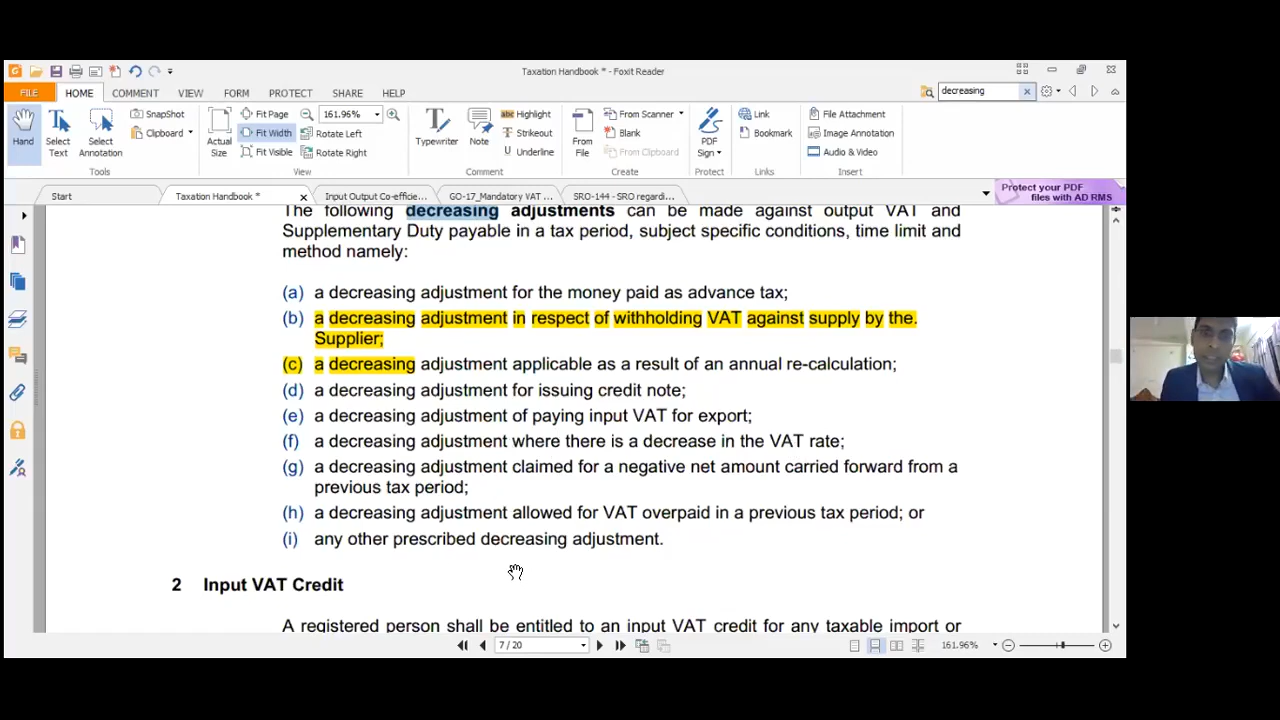 Taxation Handbook * - Foxit Reader
FILE HOME COMMENT VIEW FORM PROTECT SHARE HELP
decreasing
Hand
Select Text
Select Annotation
SnapShot
Clipboard
Tools
Actual Size
Fit Page
Fit Width
Fit Visible
161.96%
Rotate Left
Rotate Right
View
Typewriter
Note
abc Highlight
Strikeout
U Underline
Comment
From File
From Scanner
Blank
From Clipboard
Create
PDF Sign
Protect
Link
Bookmark
Links
File Attachment
Image Annotation
Audio & Video
Insert
Start
Taxation Handbook *
Input Output Co-efficie...
GO-17_Mandatory VAT ...
SRO-144 - SRO regardi...
Protect your PDF
files with AD RMS
The following decreasing adjustments can be made against output VAT and
Supplementary Duty payable in a tax period, subject specific conditions, time limit and
method namely:
(a) a decreasing adjustment for the money paid as advance tax;
(b) a decreasing adjustment in respect of withholding VAT against supply by the.
Supplier;
(c) a decreasing adjustment applicable as a result of an annual re-calculation;
(d) a decreasing adjustment for issuing credit note;
(e) a decreasing adjustment of paying input VAT for export;
(f) a decreasing adjustment where there is a decrease in the VAT rate;
(g) a decreasing adjustment claimed for a negative net amount carried forward from a
previous tax period;
(h) a decreasing adjustment allowed for VAT overpaid in a previous tax period; or
(i) any other prescribed decreasing adjustment.
2 Input VAT Credit
A registered person shall be entitled to an input VAT credit for any taxable import or
7 / 20
161.96%